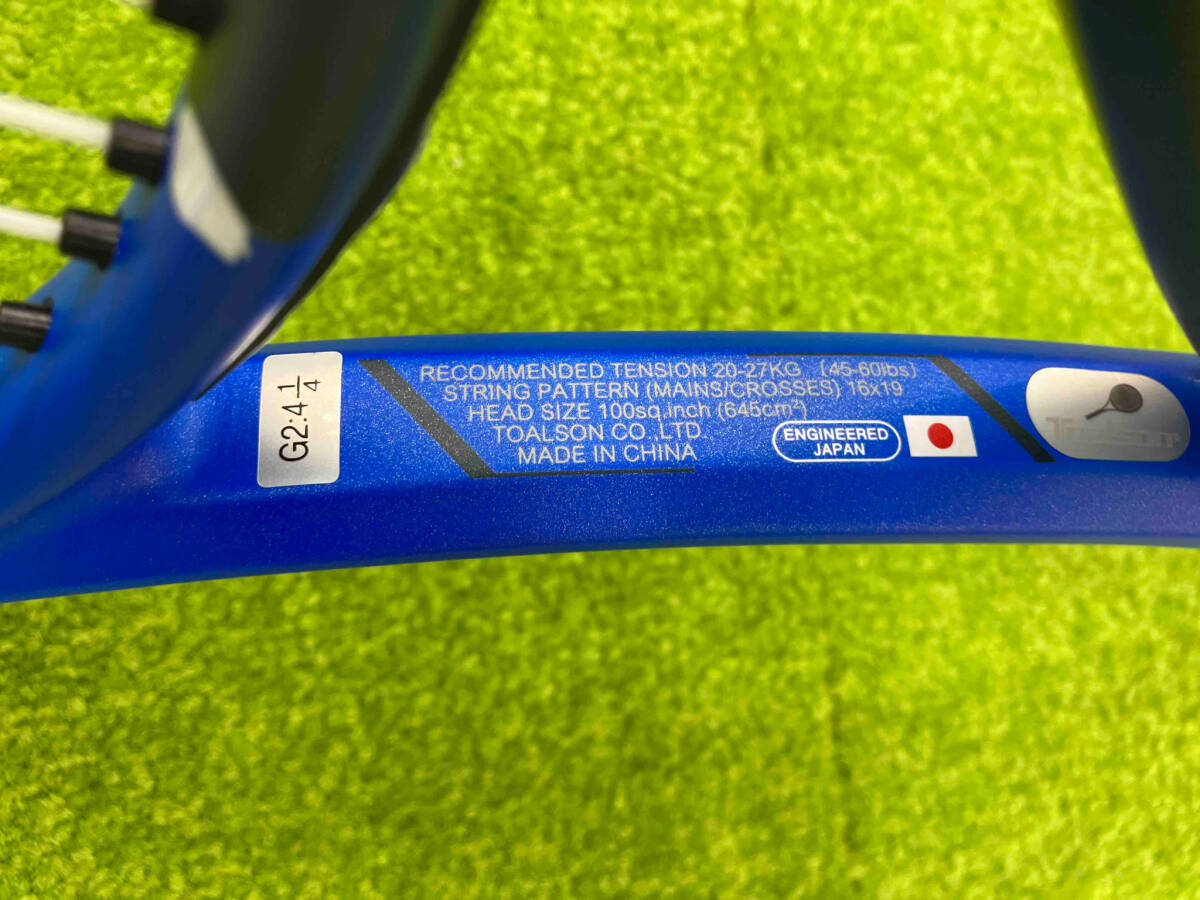 G2:4 1/4
RECOMMENDED TENSION 20-27KG [45-60lbs]
STRING PATTERN (MAINS/CROSSES) 16x19
HEAD SIZE 100sq.inch (645cm²)
TOALSON CO.,LTD.
MADE IN CHINA
ENGINEERED
JAPAN
Toalson